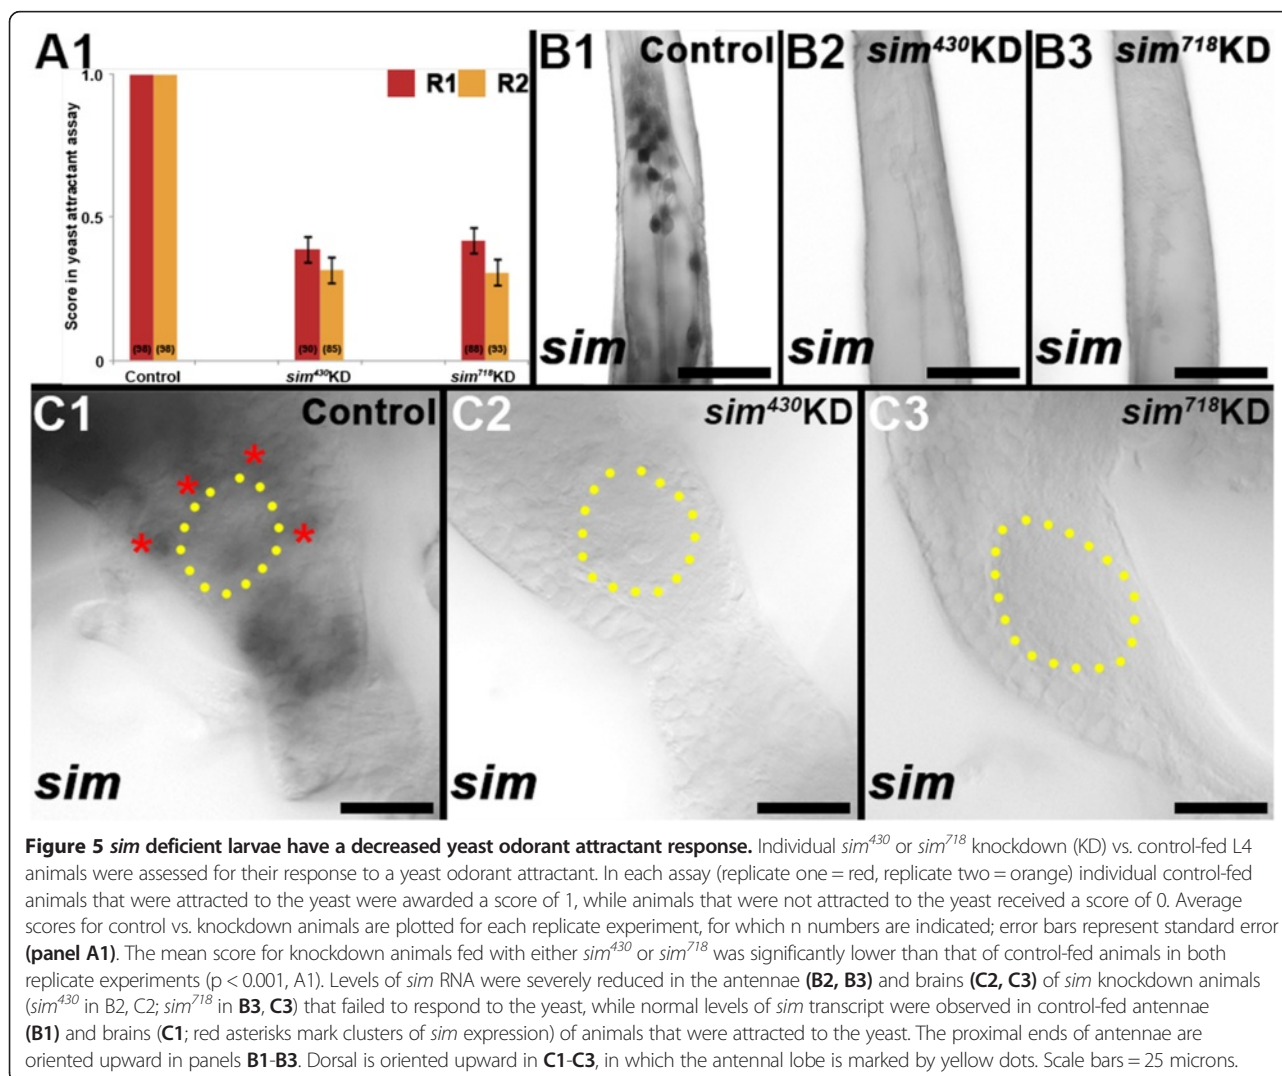 A1
1.0
0.5
0
Score in yeast attractant assay
R1 R2
(98) (98) (90) (85) (88) (93)
Control sim430KD sim718KD
B1 Control
sim
B2 sim430KD
sim
B3 sim718KD
sim
C1 Control
sim
C2 sim430KD
sim
C3 sim718KD
sim
Figure 5 sim deficient larvae have a decreased yeast odorant attractant response. Individual sim430 or sim718 knockdown (KD) vs. control-fed L4
animals were assessed for their response to a yeast odorant attractant. In each assay (replicate one = red, replicate two = orange) individual control-fed
animals that were attracted to the yeast were awarded a score of 1, while animals that were not attracted to the yeast received a score of 0. Average
scores for control vs. knockdown animals are plotted for each replicate experiment, for which n numbers are indicated; error bars represent standard error
(panel A1). The mean score for knockdown animals fed with either sim430 or sim718 was significantly lower than that of control-fed animals in both
replicate experiments (p < 0.001, A1). Levels of sim RNA were severely reduced in the antennae (B2, B3) and brains (C2, C3) of sim knockdown animals
(sim430 in B2, C2; sim718 in B3, C3) that failed to respond to the yeast, while normal levels of sim transcript were observed in control-fed antennae
(B1) and brains (C1; red asterisks mark clusters of sim expression) of animals that were attracted to the yeast. The proximal ends of antennae are
oriented upward in panels B1-B3. Dorsal is oriented upward in C1-C3, in which the antennal lobe is marked by yellow dots. Scale bars = 25 microns.